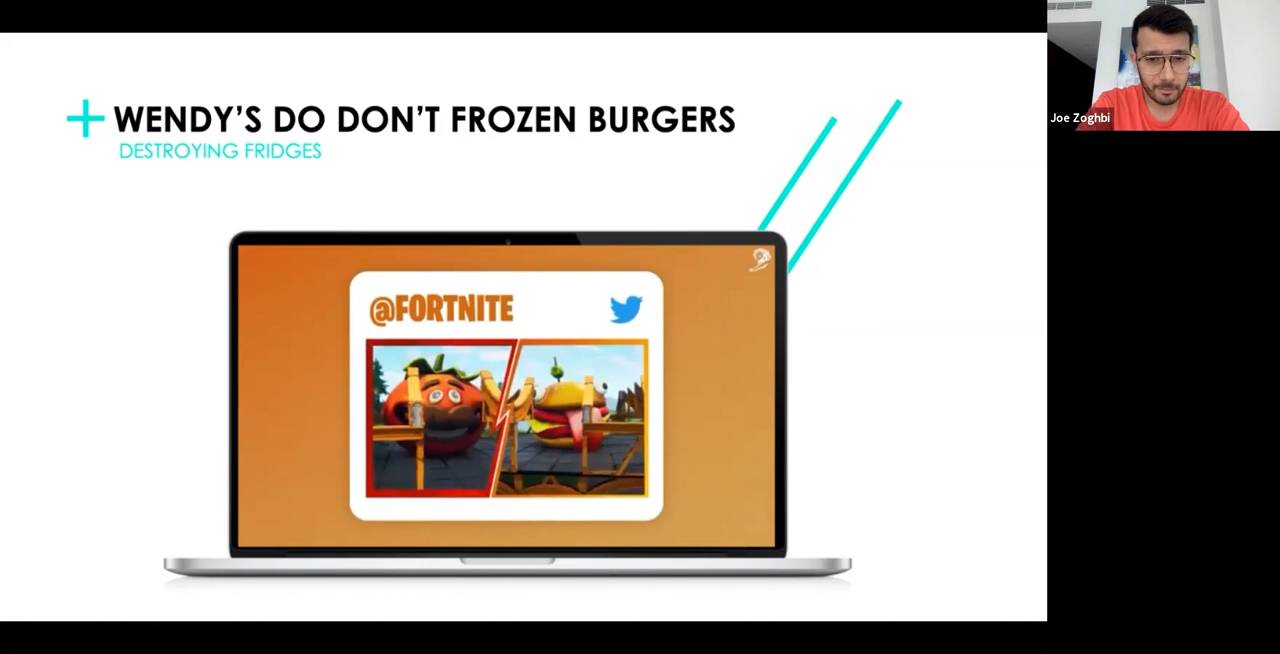 WENDY'S DO DON'T FROZEN BURGERS
DESTROYING FRIDGES
@FORTNITE
Joe Zoghbi